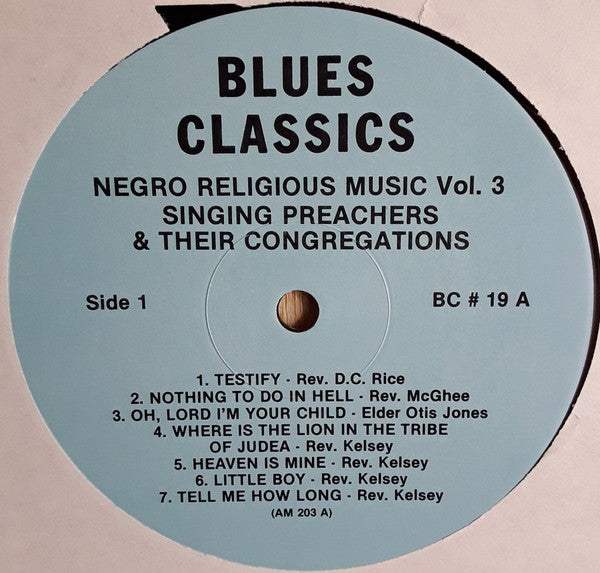 BLUES
CLASSICS
NEGRO RELIGIOUS MUSIC Vol. 3
SINGING PREACHERS
& THEIR CONGREGATIONS
Side 1
BC # 19 A
1. TESTIFY - Rev. D.C. Rice
2. NOTHING TO DO IN HELL - Rev. McGhee
3. OH, LORD I'M YOUR CHILD - Elder Otis Jones
4. WHERE IS THE LION IN THE TRIBE
OF JUDEA - Rev. Kelsey
5. HEAVEN IS MINE - Rev. Kelsey
6. LITTLE BOY - Rev. Kelsey
7. TELL ME HOW LONG - Rev. Kelsey
(AM 203 A)